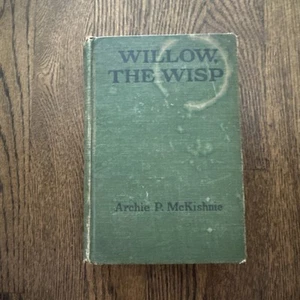 WILLOW,
THE WISP
Archie P. McKishnie